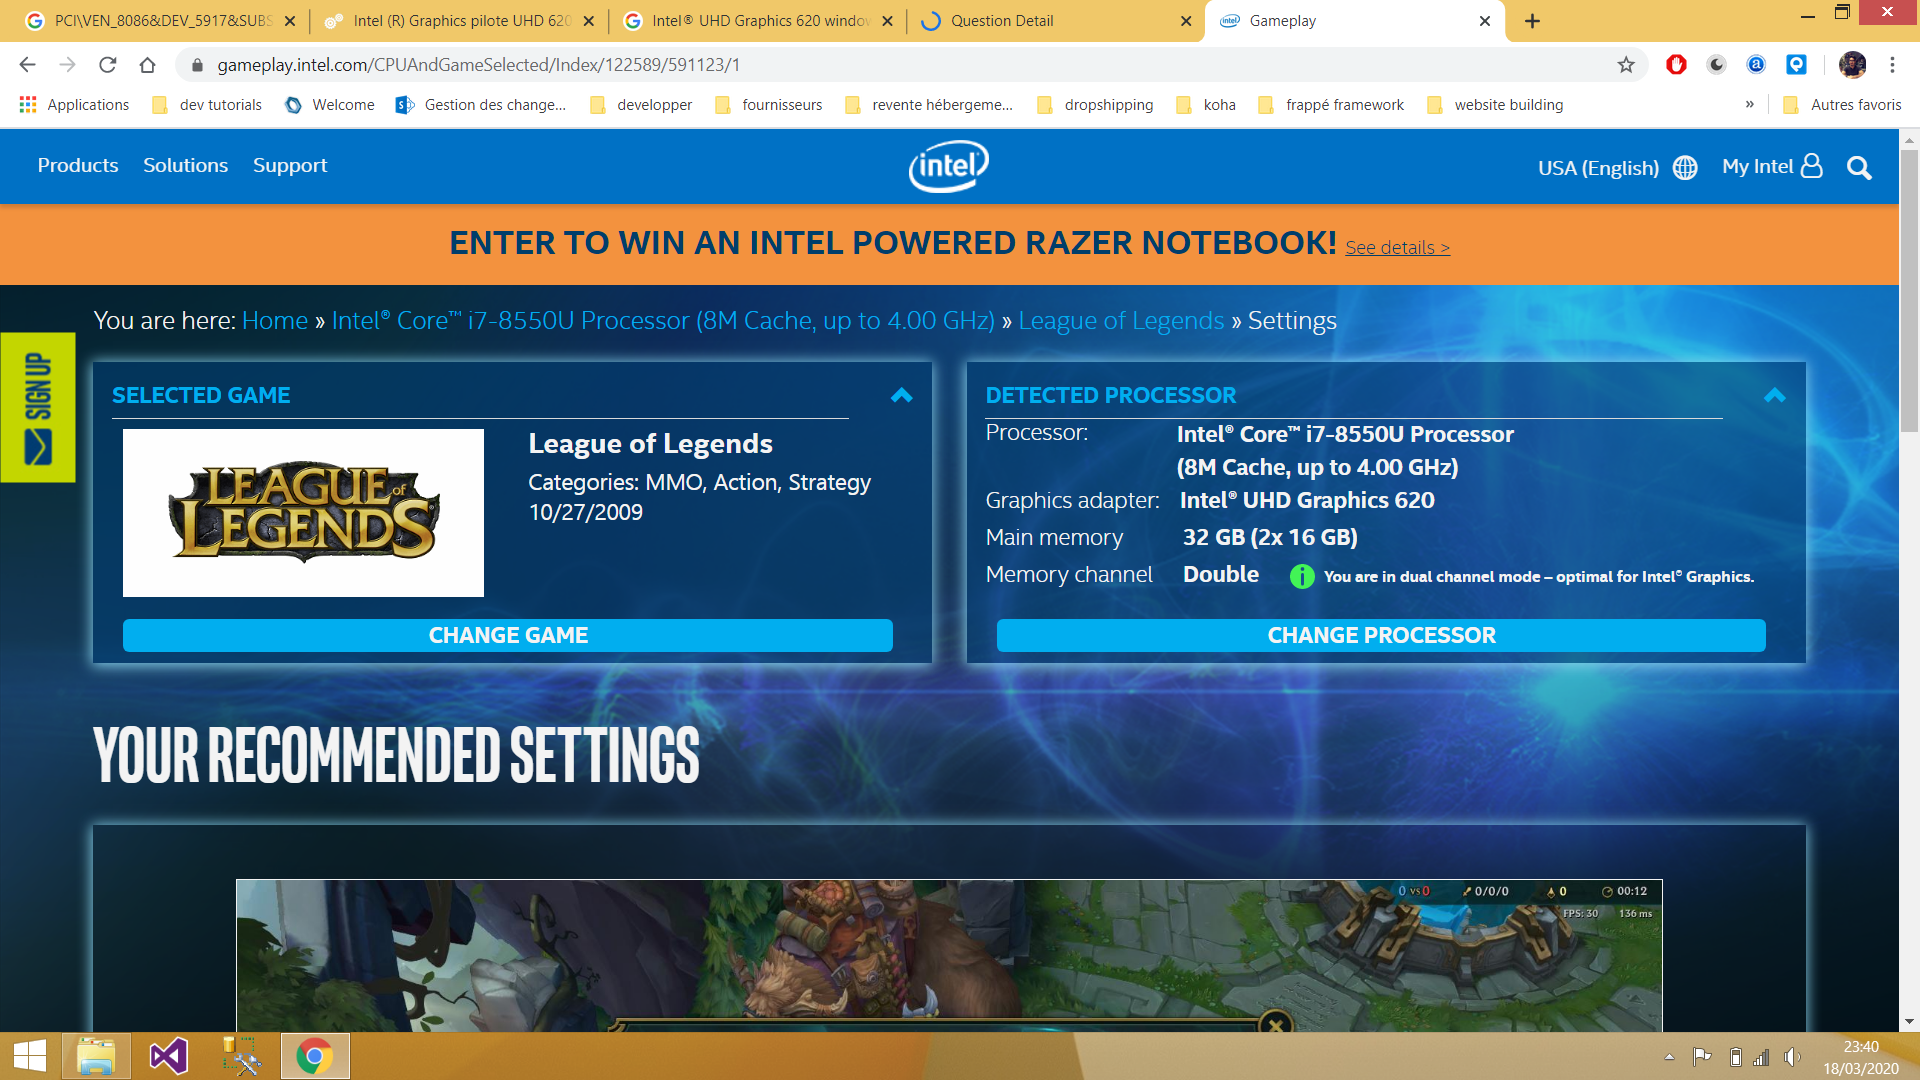 PCI\VEN_8086&DEV_5917&SUBS
Intel (R) Graphics pilote UHD 620
Intel® UHD Graphics 620 window
Question Detail
Gameplay
gameplay.intel.com/CPUAndGameSelected/Index/122589/591123/1
Applications
dev tutorials
Welcome
Gestion des change...
developper
fournisseurs
revente hébergeme...
dropshipping
koha
frappé framework
website building
»
Autres favoris
Products
Solutions
Support
intel
USA (English)
My Intel
ENTER TO WIN AN INTEL POWERED RAZER NOTEBOOK! See details >
You are here: Home » Intel® Core™ i7-8550U Processor (8M Cache, up to 4.00 GHz) » League of Legends » Settings
SIGN UP
SELECTED GAME
LEAGUE of LEGENDS
League of Legends
Categories: MMO, Action, Strategy
10/27/2009
CHANGE GAME
DETECTED PROCESSOR
Processor: Intel® Core™ i7-8550U Processor
(8M Cache, up to 4.00 GHz)
Graphics adapter: Intel® UHD Graphics 620
Main memory 32 GB (2x 16 GB)
Memory channel Double You are in dual channel mode – optimal for Intel® Graphics.
CHANGE PROCESSOR
YOUR RECOMMENDED SETTINGS
0 vs 0 0/0/0 0 00:12
FPS: 30 136 ms
23:40
18/03/2020